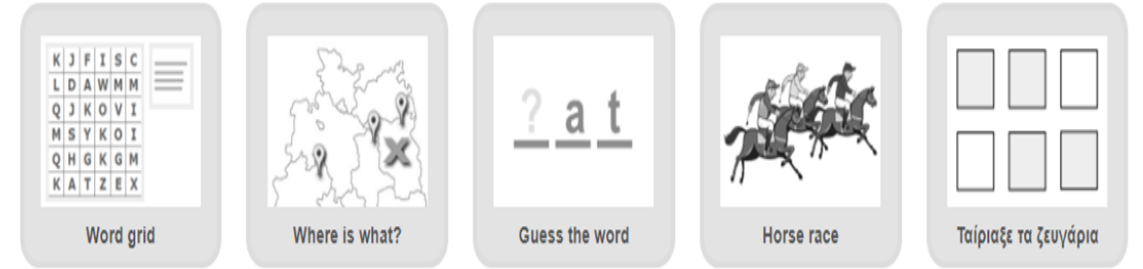 K J F I S C
L D A W M M
Q J K O V I
M S Y K O I
Q H G K G M
K A T Z E X
? a t
Word grid
Where is what?
Guess the word
Horse race
Ταίριαξε τα ζευγάρια